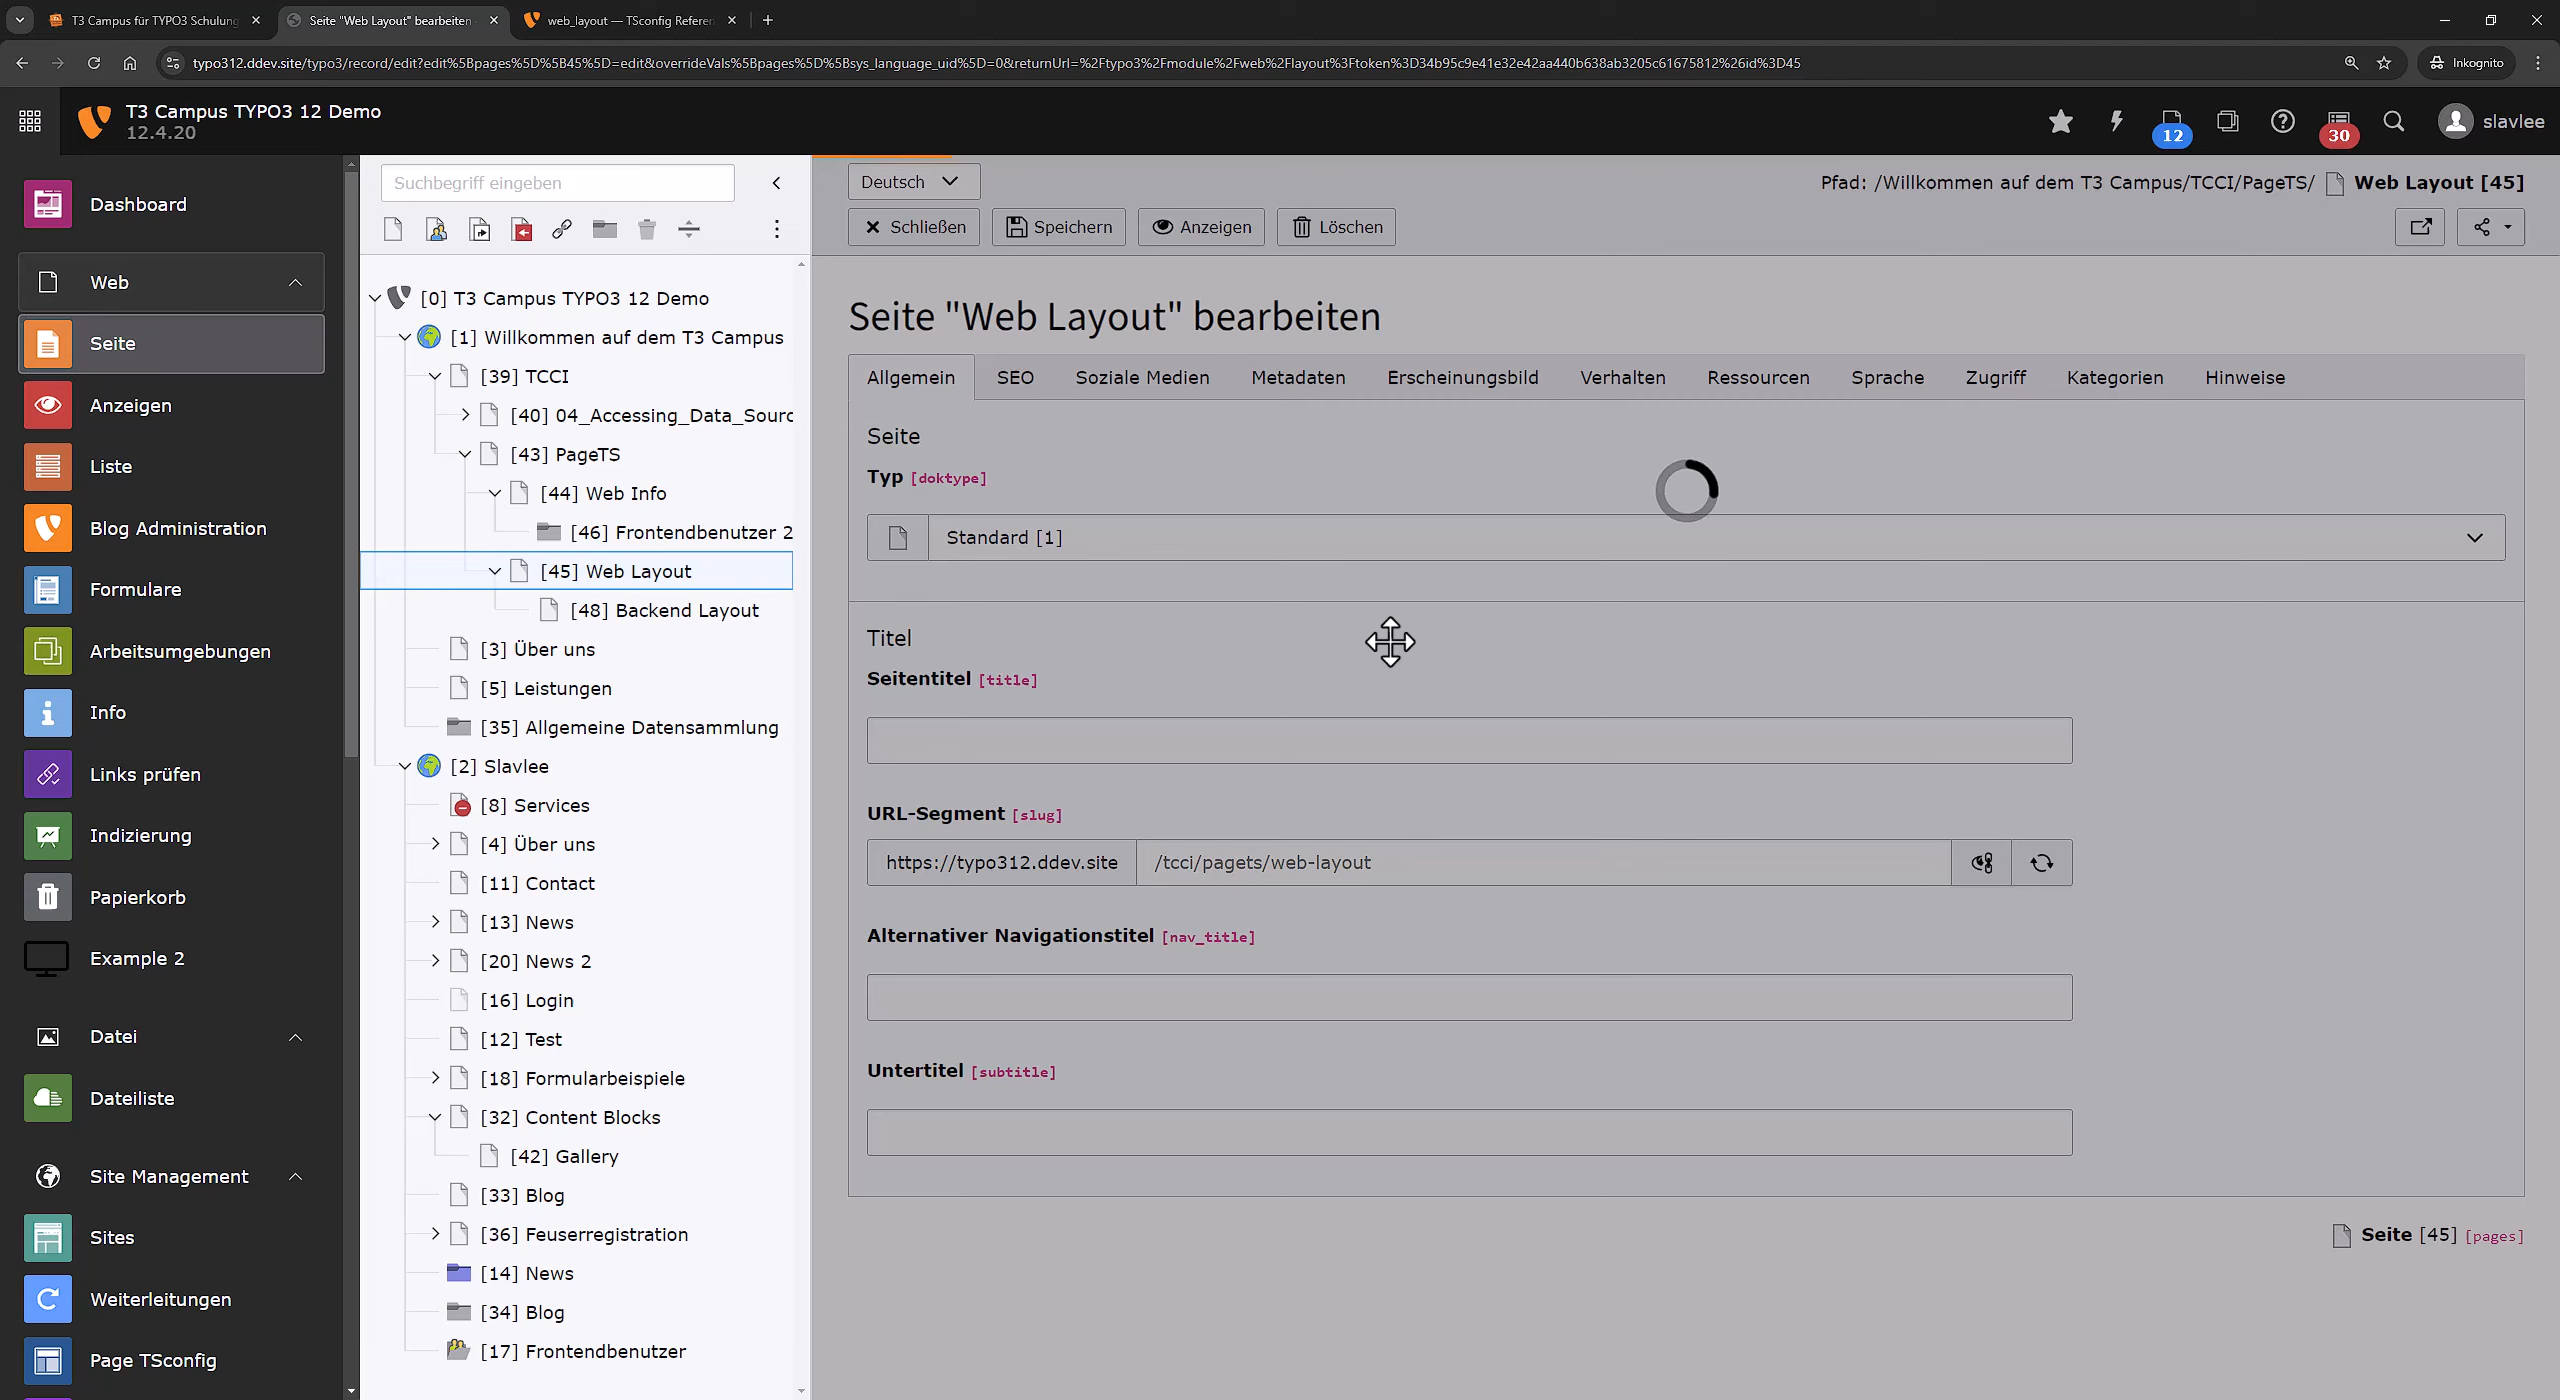 T3 Campus für TYPO3 Schulung
Seite "Web Layout" bearbeiten
web_layout — TSconfig Referen
typo312.ddev.site/typo3/record/edit?edit%5Bpages%5D%5B45%5D=edit&overrideVals%5Bpages%5D%5Bsys_language_uid%5D=0&returnUrl=%2Ftypo3%2Fmodule%2Fweb%2Flayout%3Ftoken%3D34b95c9e41e32e42aa440b638ab3205c61675812%26id%3D45
Inkognito
T3 Campus TYPO3 12 Demo
12.4.20
12
30
slavlee
Dashboard
Web
Seite
Anzeigen
Liste
Blog Administration
Formulare
Arbeitsumgebungen
Info
Links prüfen
Indizierung
Papierkorb
Example 2
Datei
Dateiliste
Site Management
Sites
Weiterleitungen
Page TSconfig
Suchbegriff eingeben
[0] T3 Campus TYPO3 12 Demo
[1] Willkommen auf dem T3 Campus
[39] TCCI
[40] 04_Accessing_Data_Sourc
[43] PageTS
[44] Web Info
[46] Frontendbenutzer 2
[45] Web Layout
[48] Backend Layout
[3] Über uns
[5] Leistungen
[35] Allgemeine Datensammlung
[2] Slavlee
[8] Services
[4] Über uns
[11] Contact
[13] News
[20] News 2
[16] Login
[12] Test
[18] Formularbeispiele
[32] Content Blocks
[42] Gallery
[33] Blog
[36] Feuserregistration
[14] News
[34] Blog
[17] Frontendbenutzer
Deutsch
Pfad: /Willkommen auf dem T3 Campus/TCCI/PageTS/ Web Layout [45]
Schließen
Speichern
Anzeigen
Löschen
Seite "Web Layout" bearbeiten
Allgemein SEO Soziale Medien Metadaten Erscheinungsbild Verhalten Ressourcen Sprache Zugriff Kategorien Hinweise
Seite
Typ [doktype]
Standard [1]
Titel
Seitentitel [title]
URL-Segment [slug]
https://typo312.ddev.site /tcci/pagets/web-layout
Alternativer Navigationstitel [nav_title]
Untertitel [subtitle]
Seite [45] [pages]